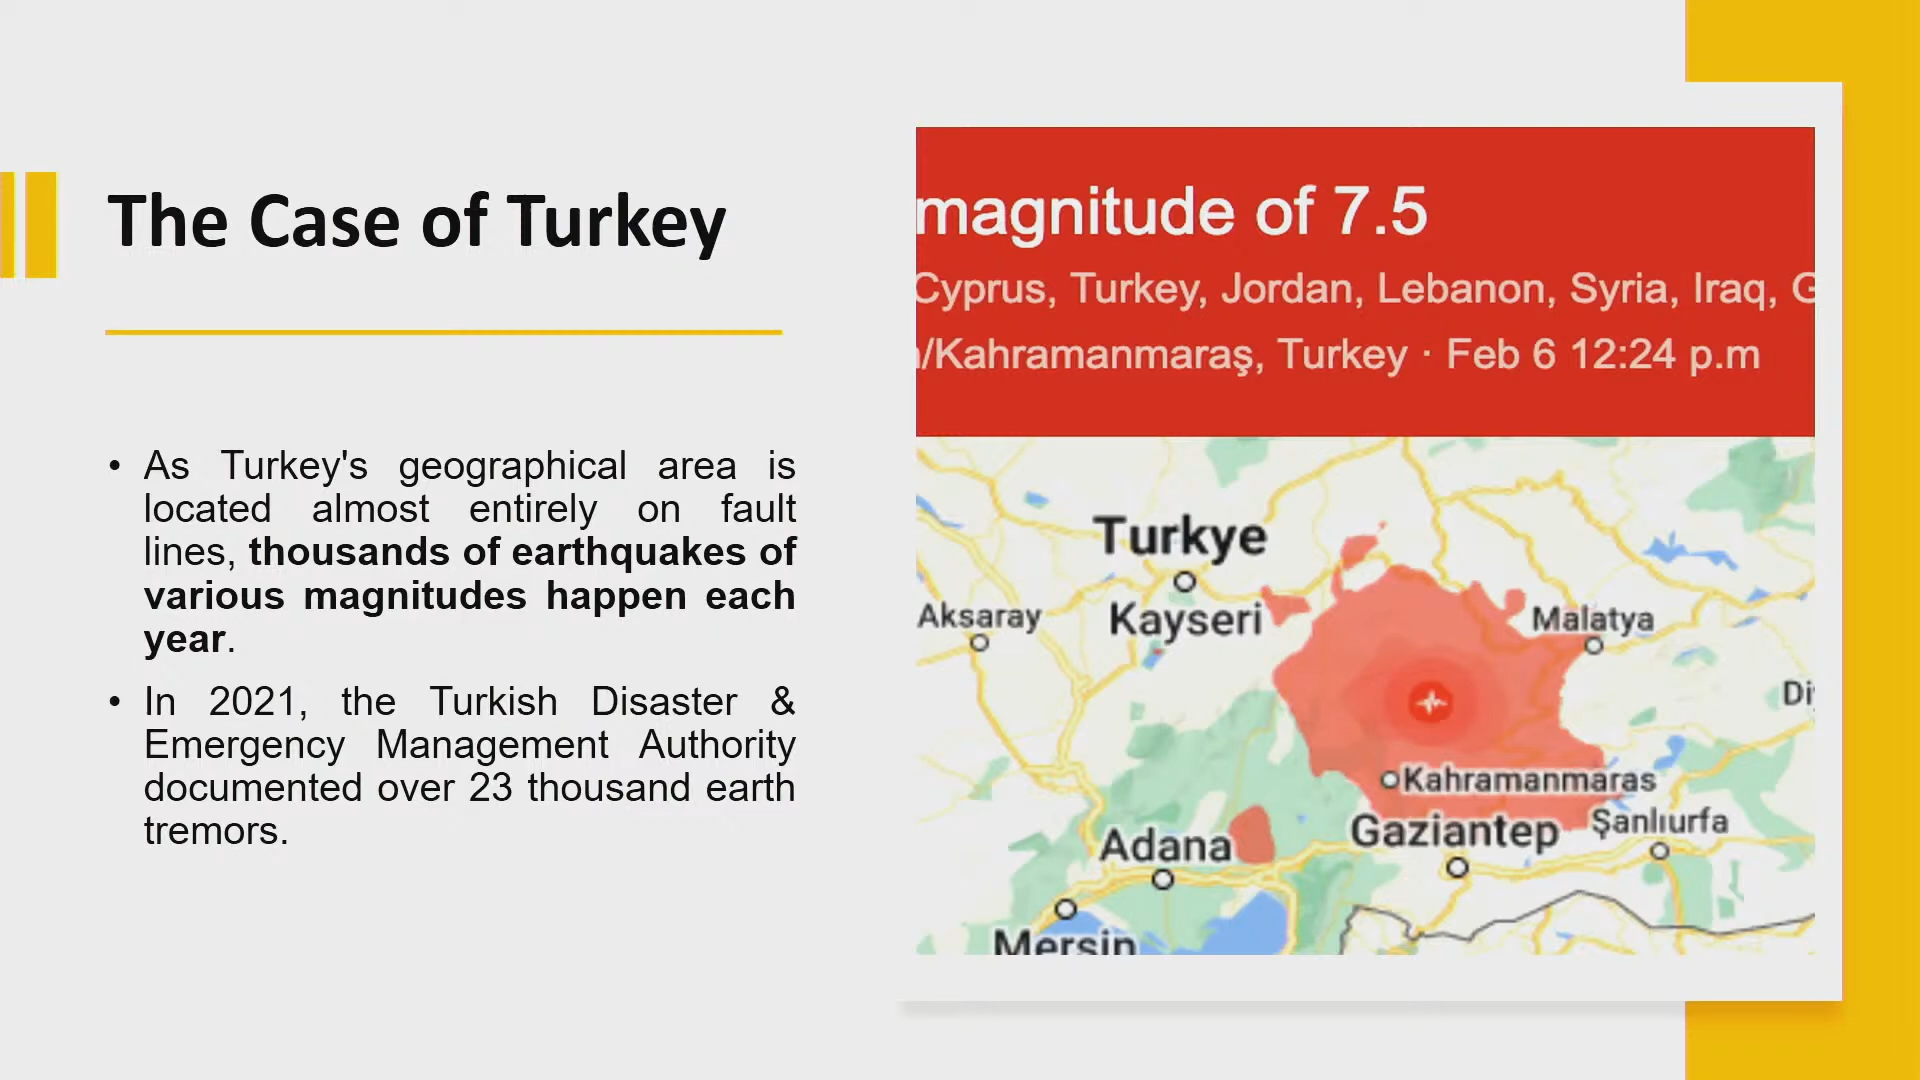 The Case of Turkey
• As Turkey's geographical area is
located almost entirely on fault
lines, thousands of earthquakes of
various magnitudes happen each
year.
• In 2021, the Turkish Disaster &
Emergency Management Authority
documented over 23 thousand earth
tremors.
magnitude of 7.5
Cyprus, Turkey, Jordan, Lebanon, Syria, Iraq,
/Kahramanmaraş, Turkey · Feb 6 12:24 p.m
Turkye
Kayseri
Aksaray
Malatya
Kahramanmaras
Gaziantep
Şanlıurfa
Adana
Mersin